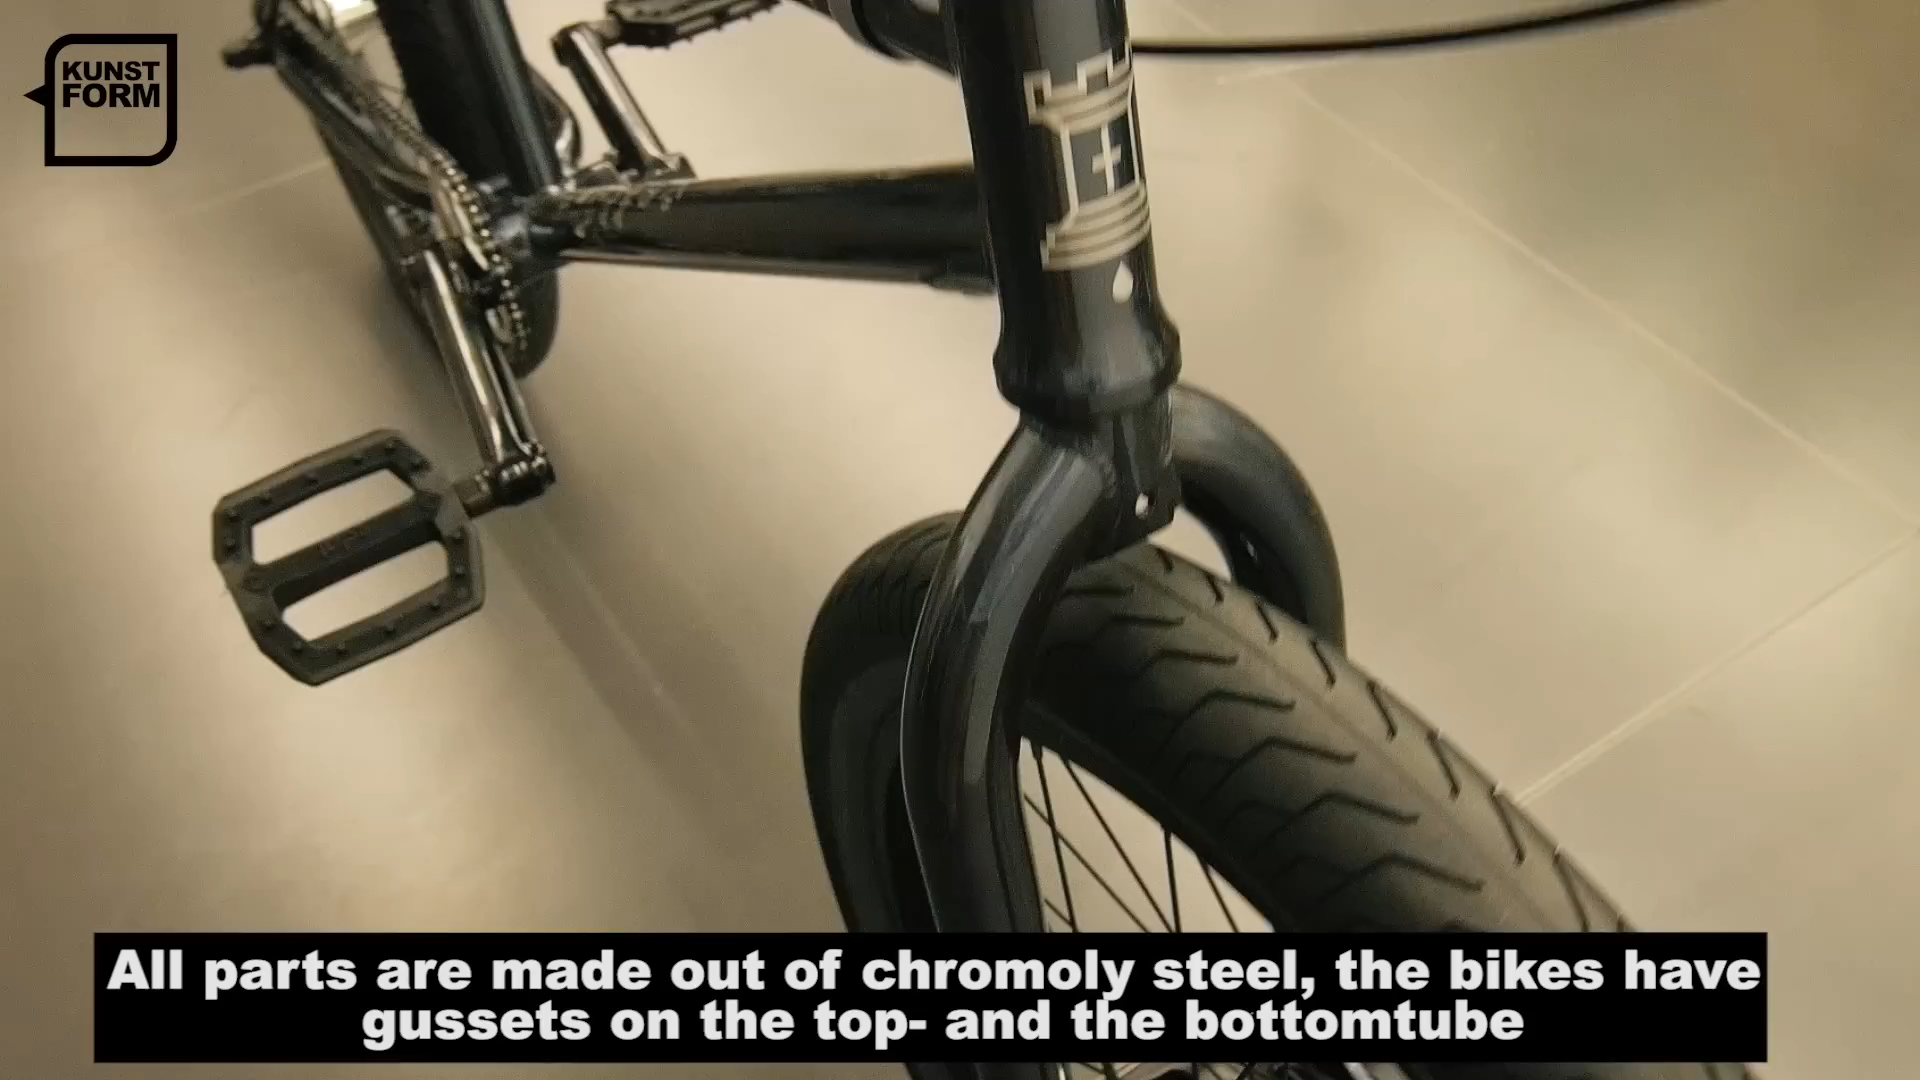 KUNST
FORM
All parts are made out of chromoly steel, the bikes have
gussets on the top- and the bottomtube